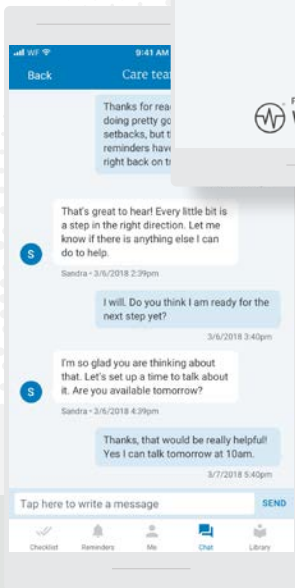 WF 9:41 AM
Back Care tea
Thanks for rea
doing pretty go
setbacks, but t
reminders have
right back on t
That's great to hear! Every little bit is
a step in the right direction. Let me
know if there is anything else I can
do to help.
S
Sandra • 3/6/2018 2:39pm
I will. Do you think I am ready for the
next step yet?
3/6/2018 3:40pm
I'm so glad you are thinking about
that. Let's set up a time to talk about
it. Are you available tomorrow?
S
Sandra • 3/6/2018 4:39pm
Thanks, that would be really helpful!
Yes I can talk tomorrow at 10am.
3/7/2018 5:40pm
Tap here to write a message SEND
Checklist Reminders Me Chat Library